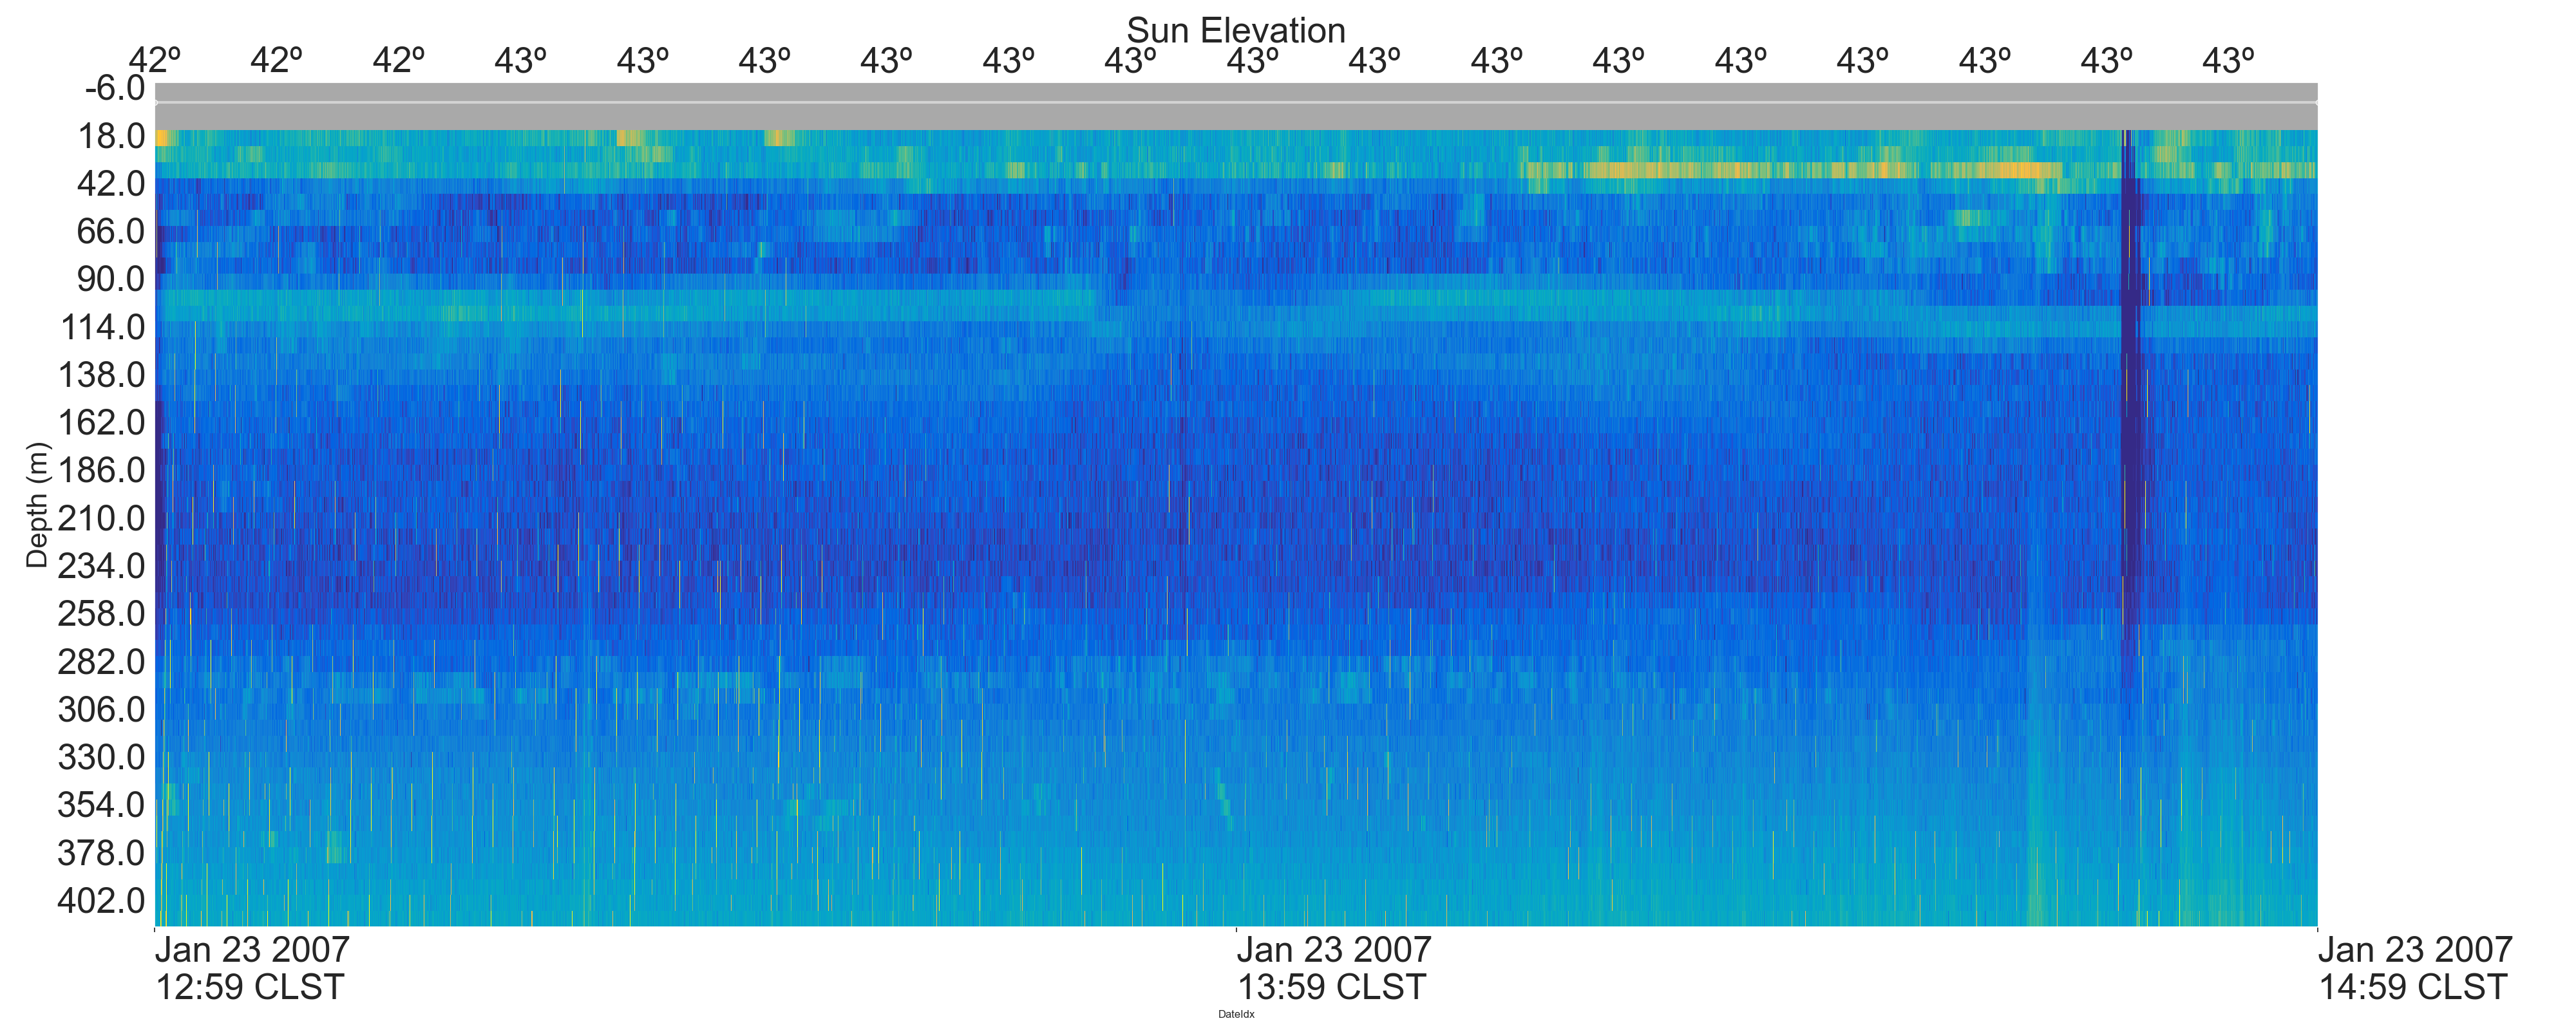 Sun Elevation
42º 42º 42º 43º 43º 43º 43º 43º 43º 43º 43º 43º 43º 43º 43º 43º 43º 43º
-6.0
18.0
42.0
66.0
90.0
114.0
138.0
162.0
186.0
210.0
234.0
258.0
282.0
306.0
330.0
354.0
378.0
402.0
Depth (m)
Jan 23 2007
12:59 CLST
Jan 23 2007
13:59 CLST
Jan 23 2007
14:59 CLST
DateIdx